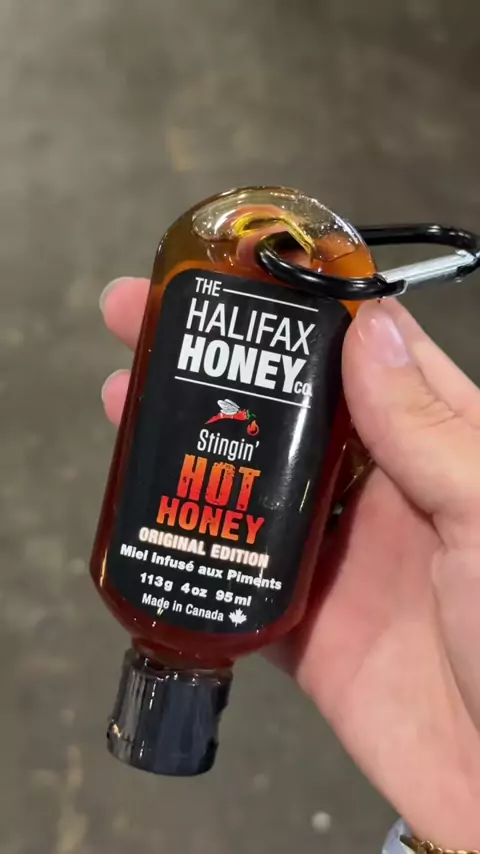 THE
HALIFAX
HONEY CO.
Stingin'
HOT
HONEY
ORIGINAL EDITION
Miel Infusé aux Piments
113g 4oz 95ml
Made in Canada